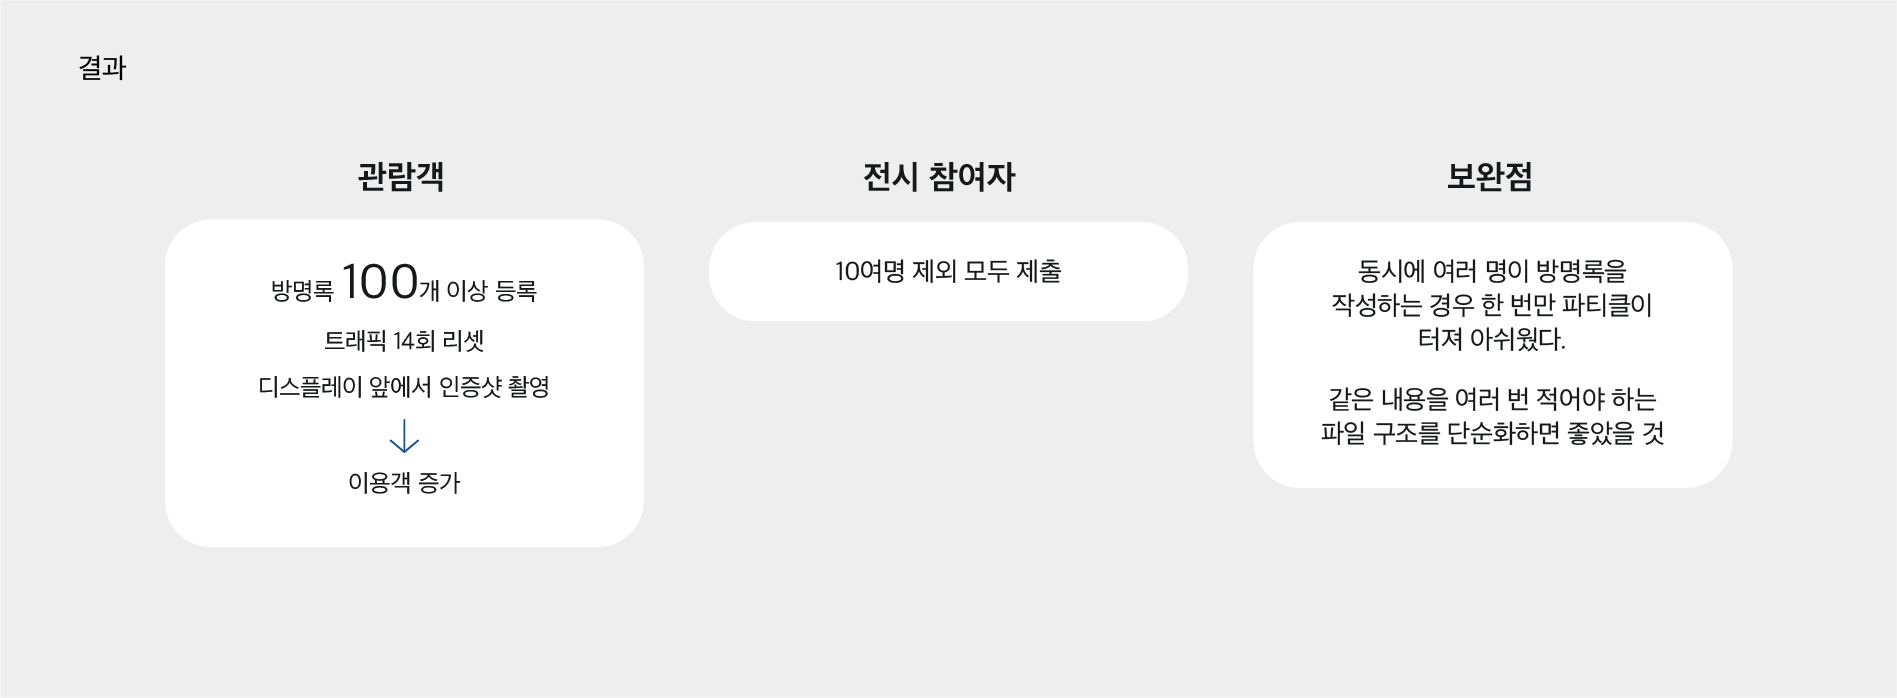 결과
관람객
방명록 100개 이상 등록
트래픽 14회 리셋
디스플레이 앞에서 인증샷 촬영
이용객 증가
전시 참여자
10여명 제외 모두 제출
보완점
동시에 여러 명이 방명록을
작성하는 경우 한 번만 파티클이
터져 아쉬웠다.
같은 내용을 여러 번 적어야 하는
파일 구조를 단순화하면 좋았을 것